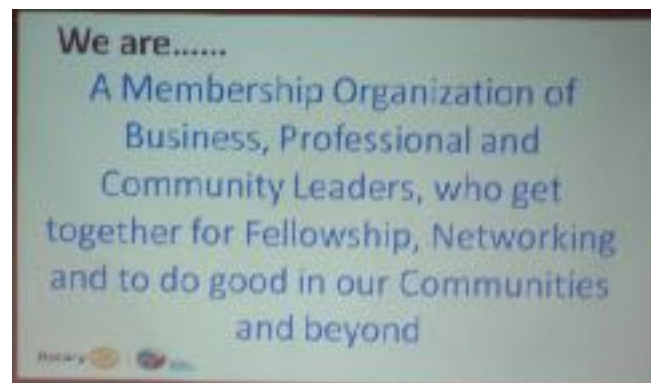 We are......
A Membership Organization of
Business, Professional and
Community Leaders, who get
together for Fellowship, Networking
and to do good in our Communities
and beyond
Rotary